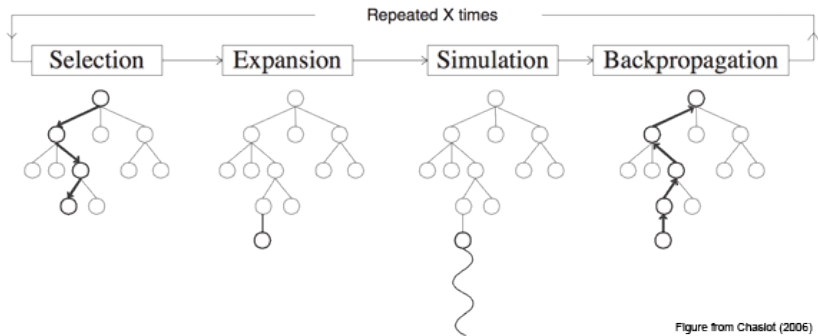 Repeated X times
Selection
Expansion
Simulation
Backpropagation
Figure from Chaslot (2006)